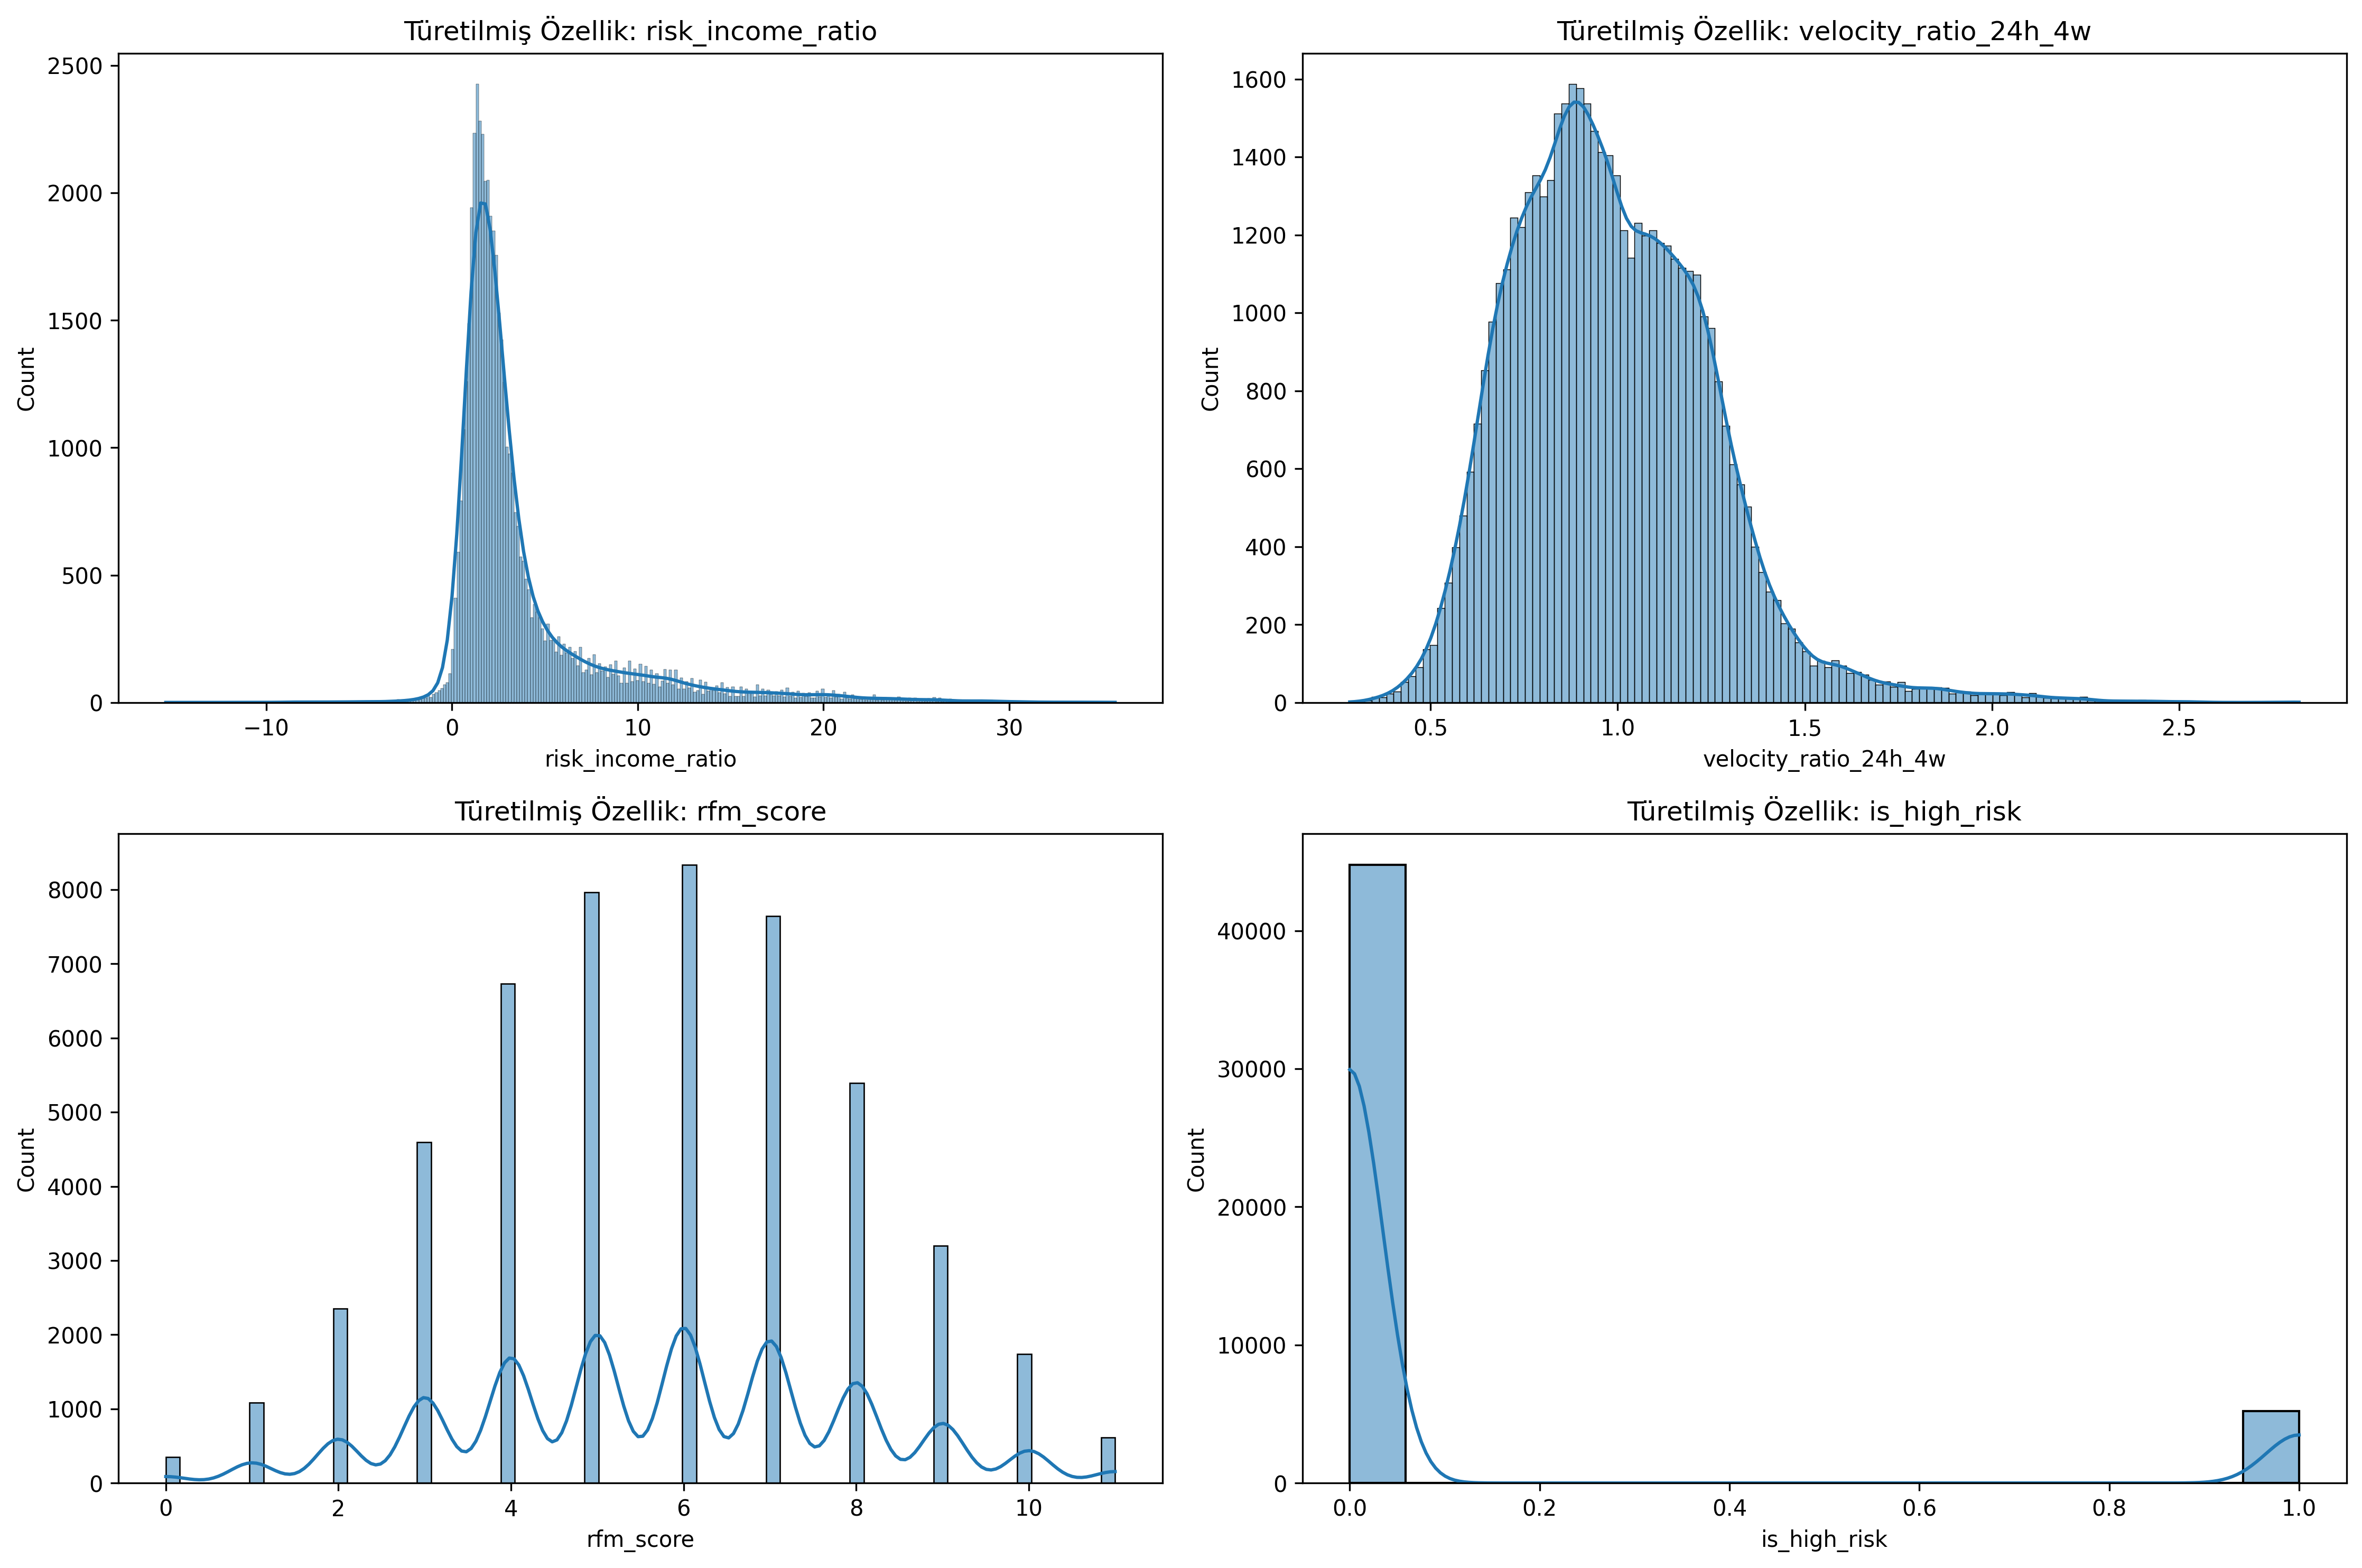 Türetilmiş Özellik: risk_income_ratio
2500
2000
1500
1000
500
0
Count
−10 0 10 20 30
risk_income_ratio
Türetilmiş Özellik: velocity_ratio_24h_4w
1600
1400
1200
1000
800
600
400
200
0
Count
0.5 1.0 1.5 2.0 2.5
velocity_ratio_24h_4w
Türetilmiş Özellik: rfm_score
8000
7000
6000
5000
4000
3000
2000
1000
0
Count
0 2 4 6 8 10
rfm_score
Türetilmiş Özellik: is_high_risk
40000
30000
20000
10000
0
Count
0.0 0.2 0.4 0.6 0.8 1.0
is_high_risk